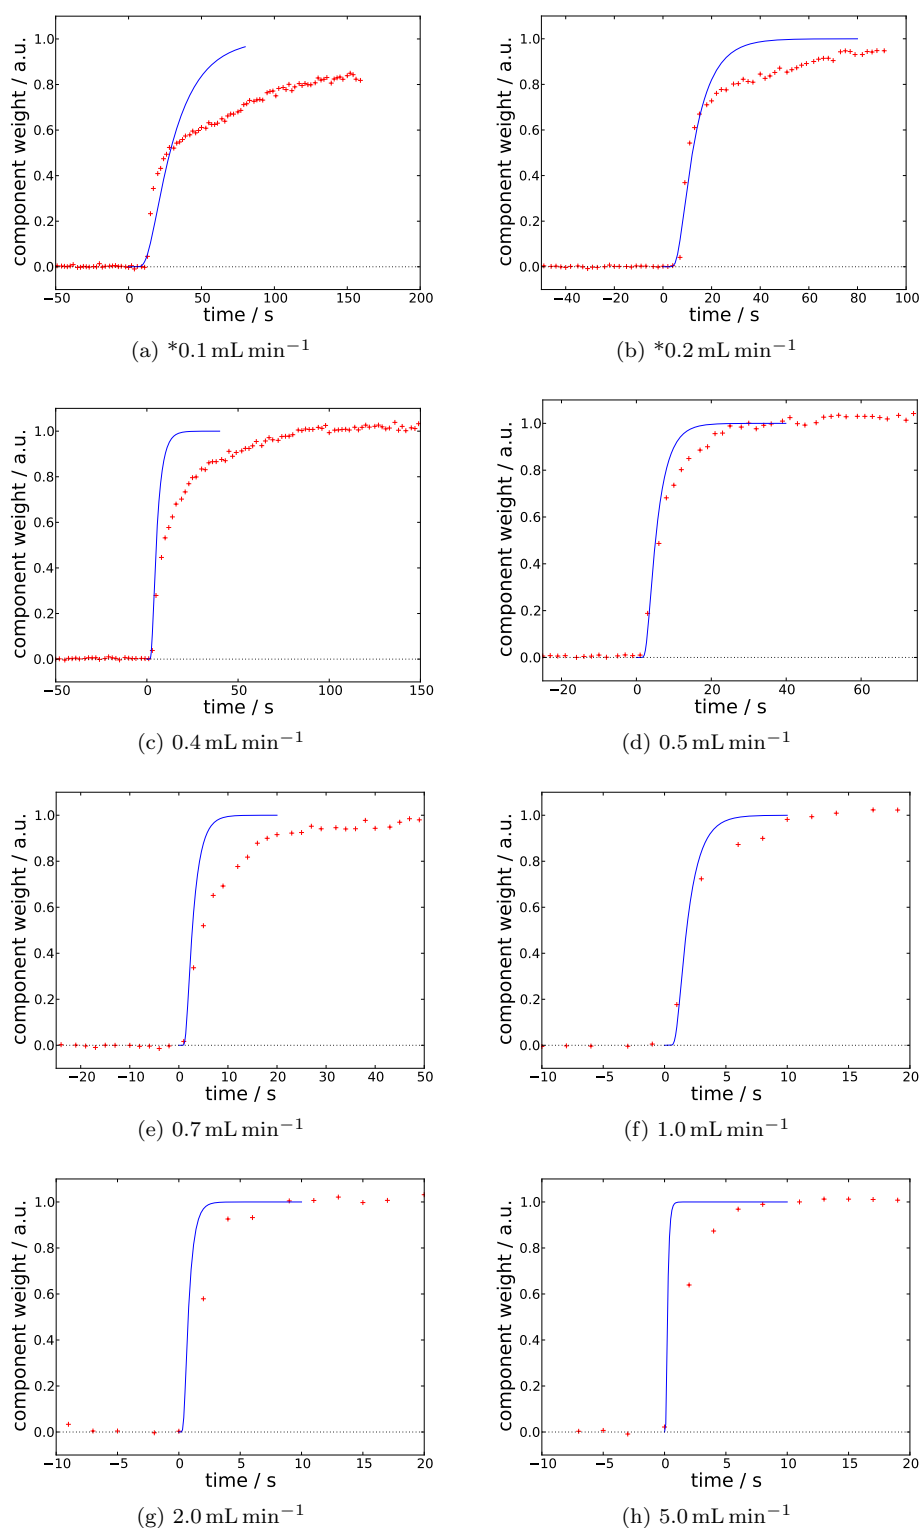 component weight / a.u.
1.0
0.8
0.6
0.4
0.2
0.0
−50 0 50 100 150 200
time / s
(a) *0.1 mL min−1
component weight / a.u.
1.0
0.8
0.6
0.4
0.2
0.0
−40 −20 0 20 40 60 80 100
time / s
(b) *0.2 mL min−1
component weight / a.u.
1.0
0.8
0.6
0.4
0.2
0.0
−50 0 50 100 150
time / s
(c) 0.4 mL min−1
component weight / a.u.
1.0
0.8
0.6
0.4
0.2
0.0
−20 0 20 40 60
time / s
(d) 0.5 mL min−1
component weight / a.u.
1.0
0.8
0.6
0.4
0.2
0.0
−20 −10 0 10 20 30 40 50
time / s
(e) 0.7 mL min−1
component weight / a.u.
1.0
0.8
0.6
0.4
0.2
0.0
−10 −5 0 5 10 15 20
time / s
(f) 1.0 mL min−1
component weight / a.u.
1.0
0.8
0.6
0.4
0.2
0.0
−10 −5 0 5 10 15 20
time / s
(g) 2.0 mL min−1
component weight / a.u.
1.0
0.8
0.6
0.4
0.2
0.0
−10 −5 0 5 10 15 20
time / s
(h) 5.0 mL min−1